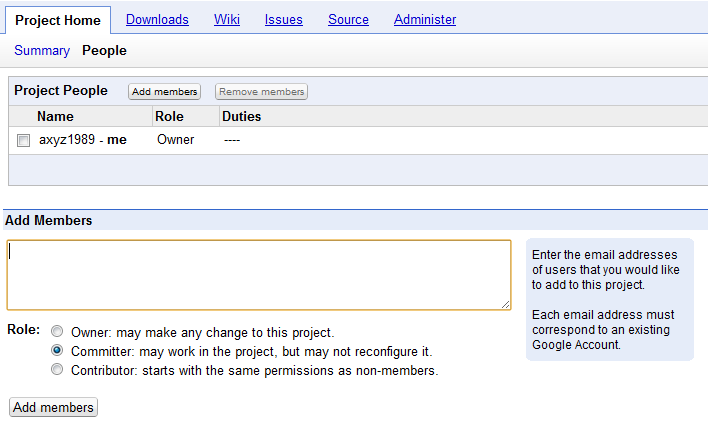 Project Home Downloads Wiki Issues Source Administer
Summary People
Project People Add members Remove members
Name Role Duties
axyz1989 - me Owner ----
Add Members
Enter the email addresses
of users that you would like
to add to this project.
Each email address must
correspond to an existing
Google Account.
Role: Owner: may make any change to this project.
Committer: may work in the project, but may not reconfigure it.
Contributor: starts with the same permissions as non-members.
Add members